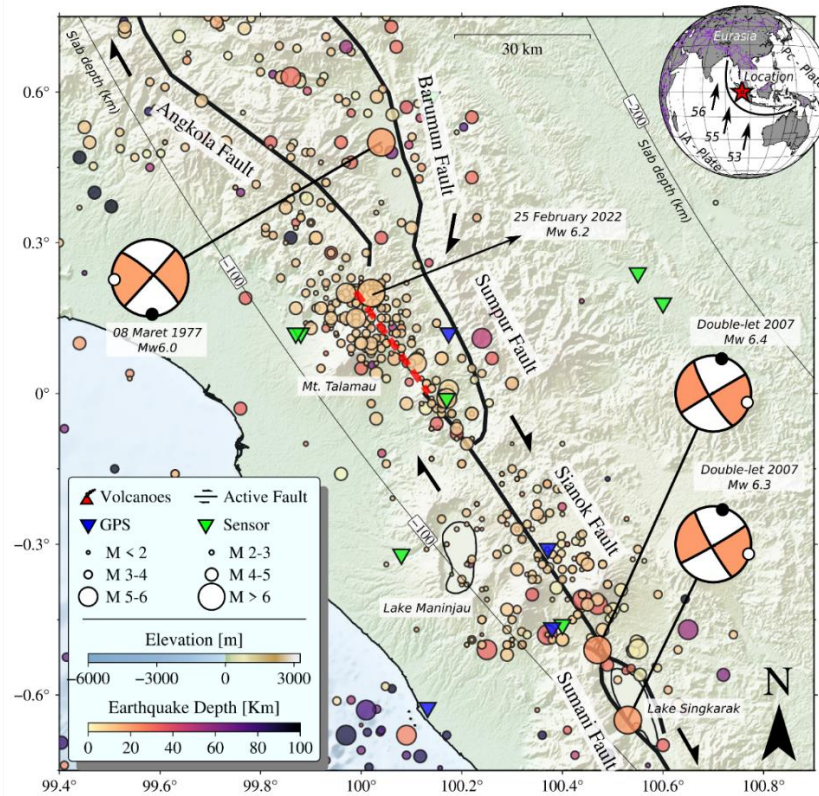 Slab depth (km)
30 km
Eurasia
Location
PC - Plate
IA - Plate
56
55
53
0.6°
Angkola Fault
Barumun Fault
−200
Slab depth (km)
25 February 2022
Mw 6.2
0.3°
−100
Sumpur Fault
08 Maret 1977
Mw6.0
Double-let 2007
Mw 6.4
Mt. Talamau
0°
Double-let 2007
Mw 6.3
Sianok Fault
−100
Volcanoes
Active Fault
GPS
Sensor
M < 2
M 2-3
M 3-4
M 4-5
M 5-6
M > 6
−0.3°
Lake Maninjau
Elevation [m]
−6000
−3000
0
3000
Earthquake Depth [Km]
0
20
40
60
80
100
−0.6°
Sumani Fault
Lake Singkarak
N
99.4°
99.6°
99.8°
100°
100.2°
100.4°
100.6°
100.8°